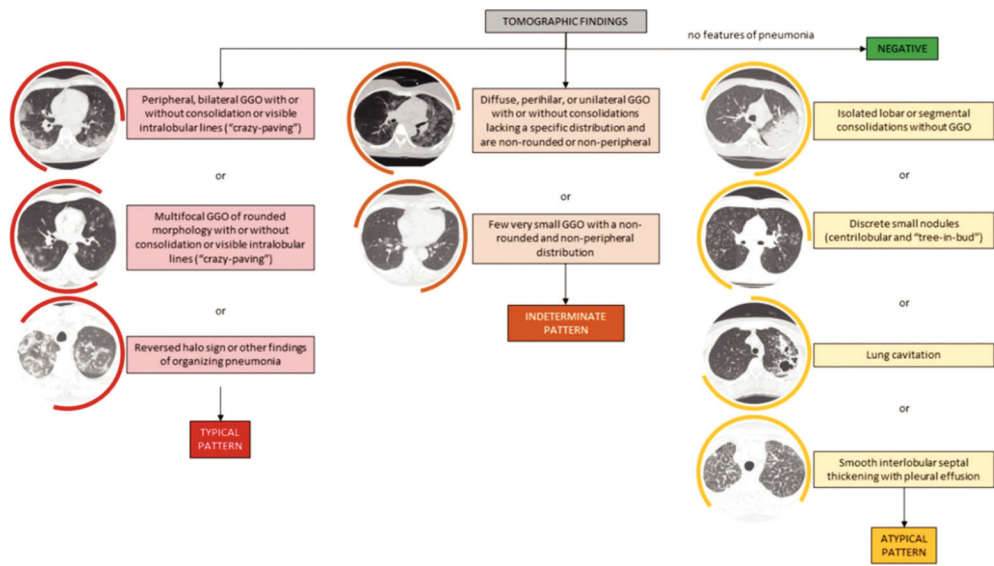 TOMOGRAPHIC FINDINGS
no features of pneumonia
NEGATIVE
Peripheral, bilateral GGO with or
without consolidation or visible
intralobular lines ("crazy-paving")
or
Multifocal GGO of rounded
morphology with or without
consolidation or visible intralobular
lines ("crazy-paving")
or
Reversed halo sign or other findings
of organizing pneumonia
TYPICAL
PATTERN
Diffuse, perihilar, or unilateral GGO
with or without consolidations
lacking a specific distribution and
are non-rounded or non-peripheral
or
Few very small GGO with a non-
rounded and non-peripheral
distribution
INDETERMINATE
PATTERN
Isolated lobar or segmental
consolidations without GGO
or
Discrete small nodules
(centrilobular and "tree-in-bud")
or
Lung cavitation
or
Smooth interlobular septal
thickening with pleural effusion
ATYPICAL
PATTERN